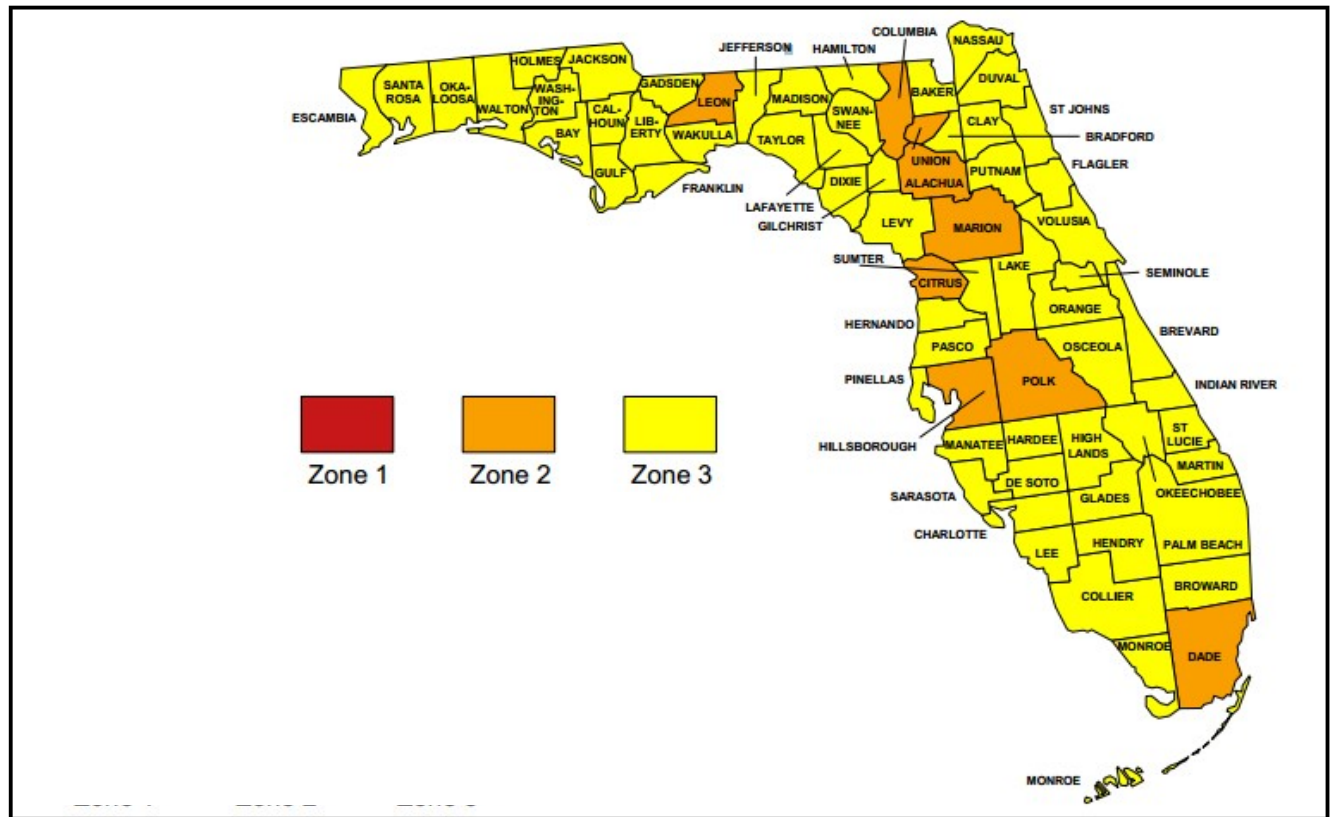 COLUMBIA
NASSAU
JEFFERSON
HAMILTON
HOLMES
JACKSON
DUVAL
SANTA
ROSA
OKA-
LOOSA
WALTON
WASH-
ING-
TON
GADSDEN
LEON
MADISON
BAKER
ESCAMBIA
CAL-
HOUN
LIB-
ERTY
SWAN-
NEE
ST JOHNS
CLAY
BAY
WAKULLA
TAYLOR
BRADFORD
UNION
FLAGLER
GULF
FRANKLIN
DIXIE
ALACHUA
PUTNAM
LAFAYETTE
GILCHRIST
LEVY
MARION
VOLUSIA
SUMTER
LAKE
SEMINOLE
CITRUS
ORANGE
HERNANDO
BREVARD
PASCO
OSCEOLA
PINELLAS
POLK
INDIAN RIVER
HILLSBOROUGH
MANATEE
HARDEE
HIGH
LANDS
ST
LUCIE
MARTIN
DE SOTO
SARASOTA
GLADES
OKEECHOBEE
CHARLOTTE
LEE
HENDRY
PALM BEACH
BROWARD
COLLIER
MONROE
DADE
MONROE
Zone 1
Zone 2
Zone 3